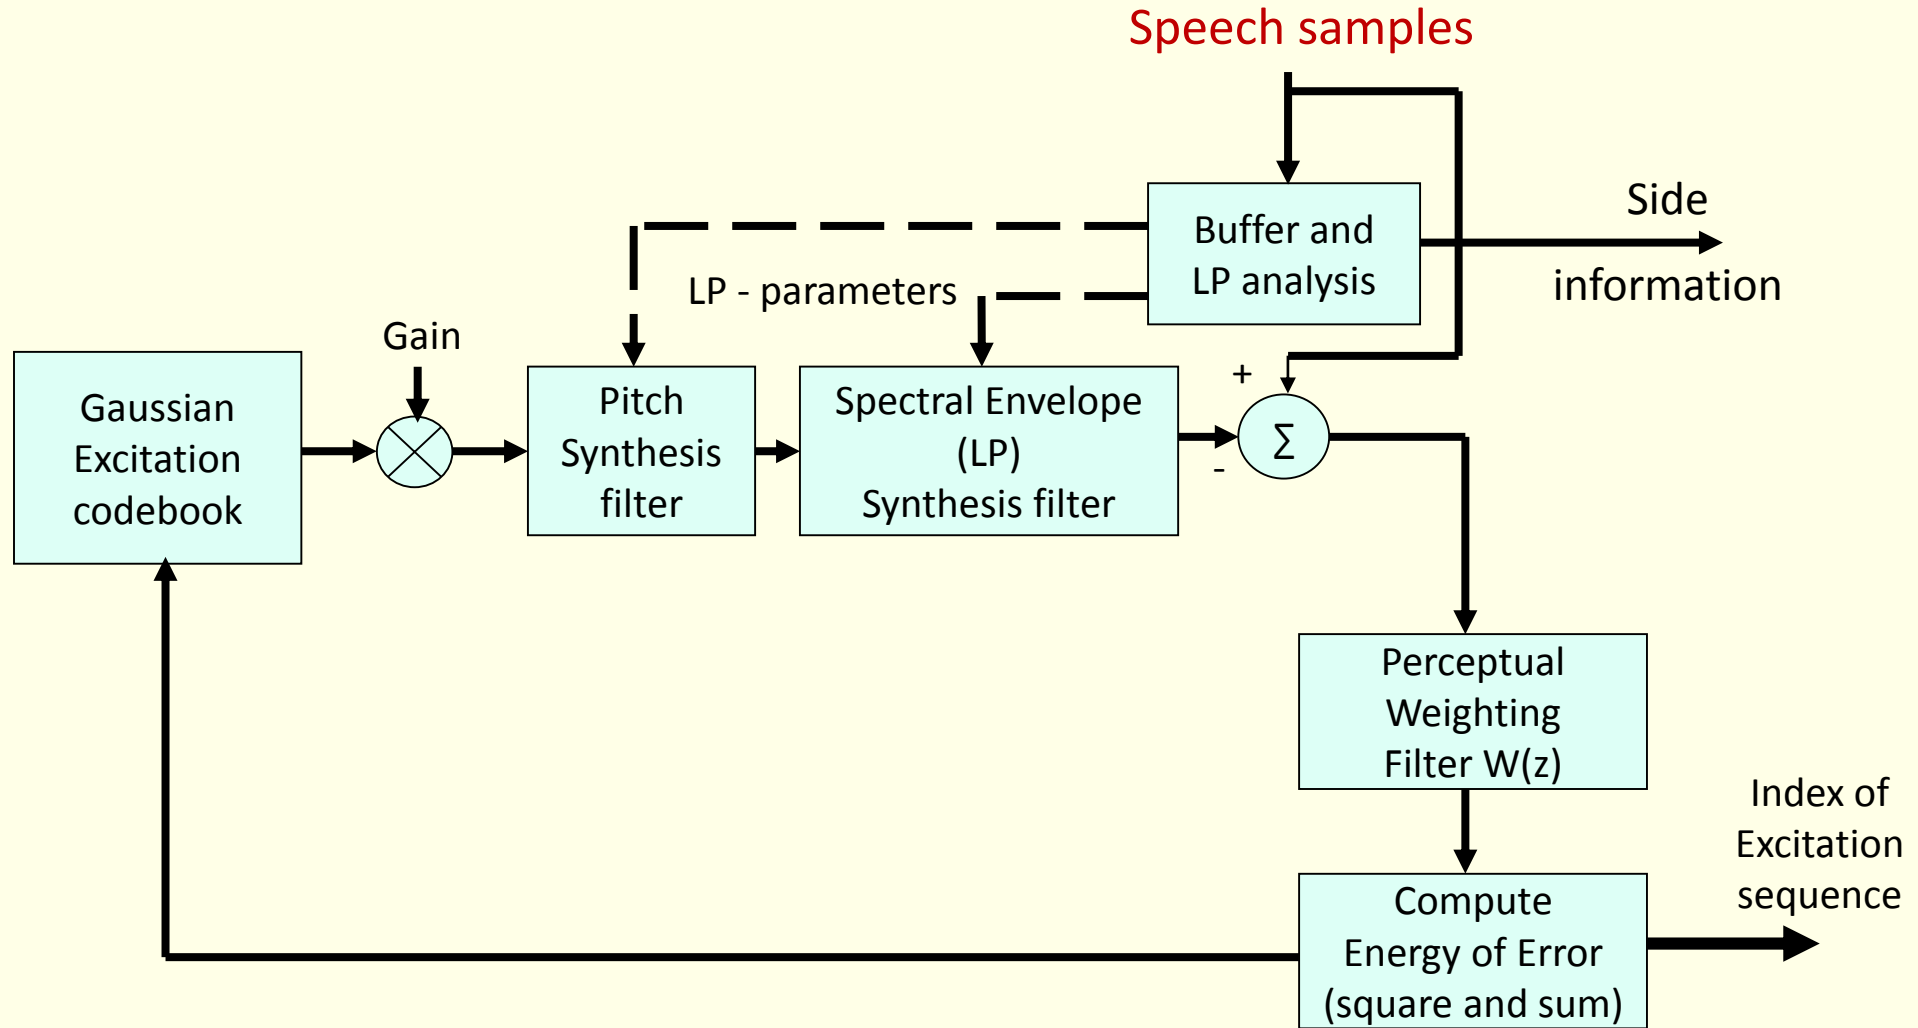 Speech samples
Buffer and
LP analysis
Side
information
LP - parameters
Gain
Gaussian
Excitation
codebook
Pitch
Synthesis
filter
Spectral Envelope
(LP)
Synthesis filter
+
-
Σ
Perceptual
Weighting
Filter W(z)
Index of
Excitation
sequence
Compute
Energy of Error
(square and sum)